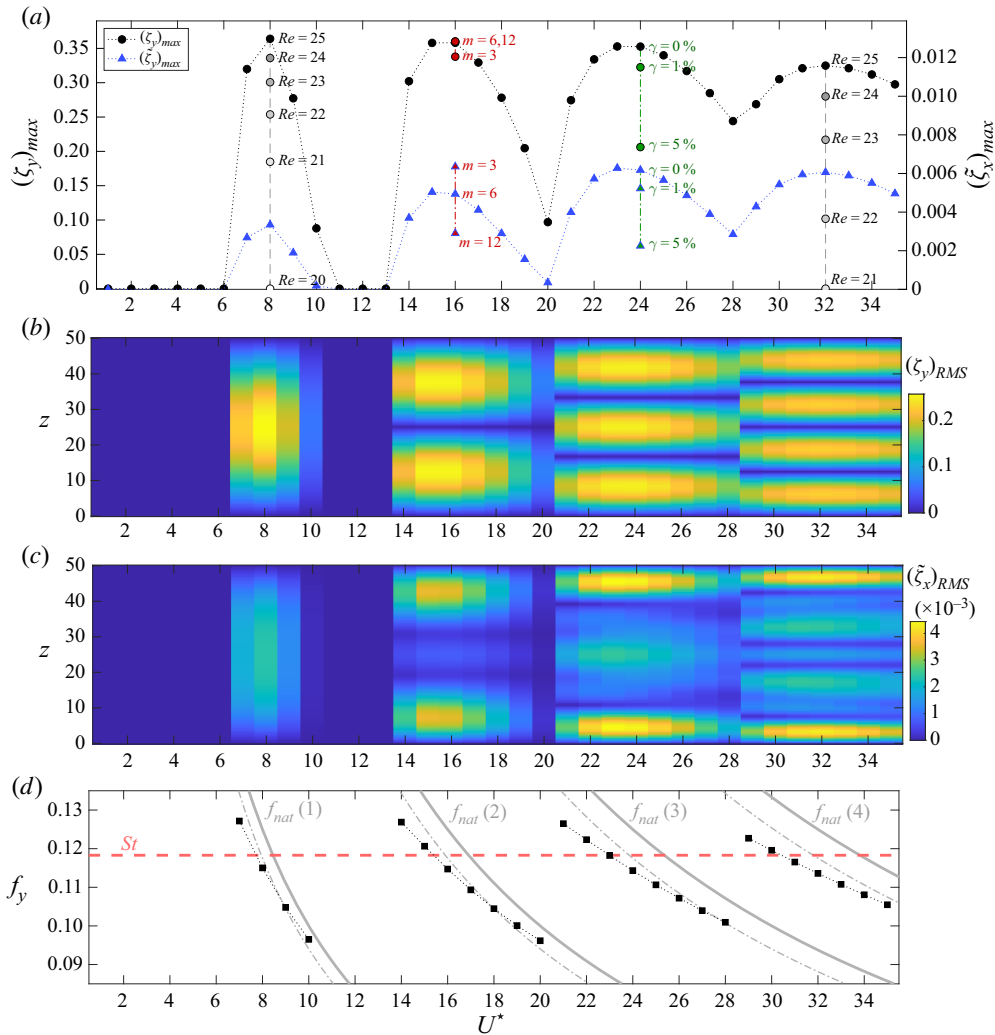 (a)
(ζy)max
(ζ̃y)max
0.35
0.30
0.25
0.20
0.15
0.10
0.05
0
(ζy)max
Re = 25
Re = 24
Re = 23
Re = 22
Re = 21
Re = 20
m = 6,12
m = 3
m = 3
m = 6
m = 12
γ = 0 %
γ = 1 %
γ = 5 %
γ = 0 %
γ = 1 %
γ = 5 %
Re = 25
Re = 24
Re = 23
Re = 22
Re = 21
0.012
0.010
0.008
0.006
0.004
0.002
0
(ζ̃x)max
0 2 4 6 8 10 12 14 16 18 20 22 24 26 28 30 32 34
(b)
50
40
30
20
10
0
z
2 4 6 8 10 12 14 16 18 20 22 24 26 28 30 32 34
(ζy)RMS
0.2
0.1
0
(c)
50
40
30
20
10
0
z
2 4 6 8 10 12 14 16 18 20 22 24 26 28 30 32 34
(ζ̃x)RMS
(×10⁻³)
4
3
2
1
0
(d)
0.13
0.12
0.11
0.10
0.09
fy
St
fnat (1)
fnat (2)
fnat (3)
fnat (4)
2 4 6 8 10 12 14 16 18 20 22 24 26 28 30 32 34
U★